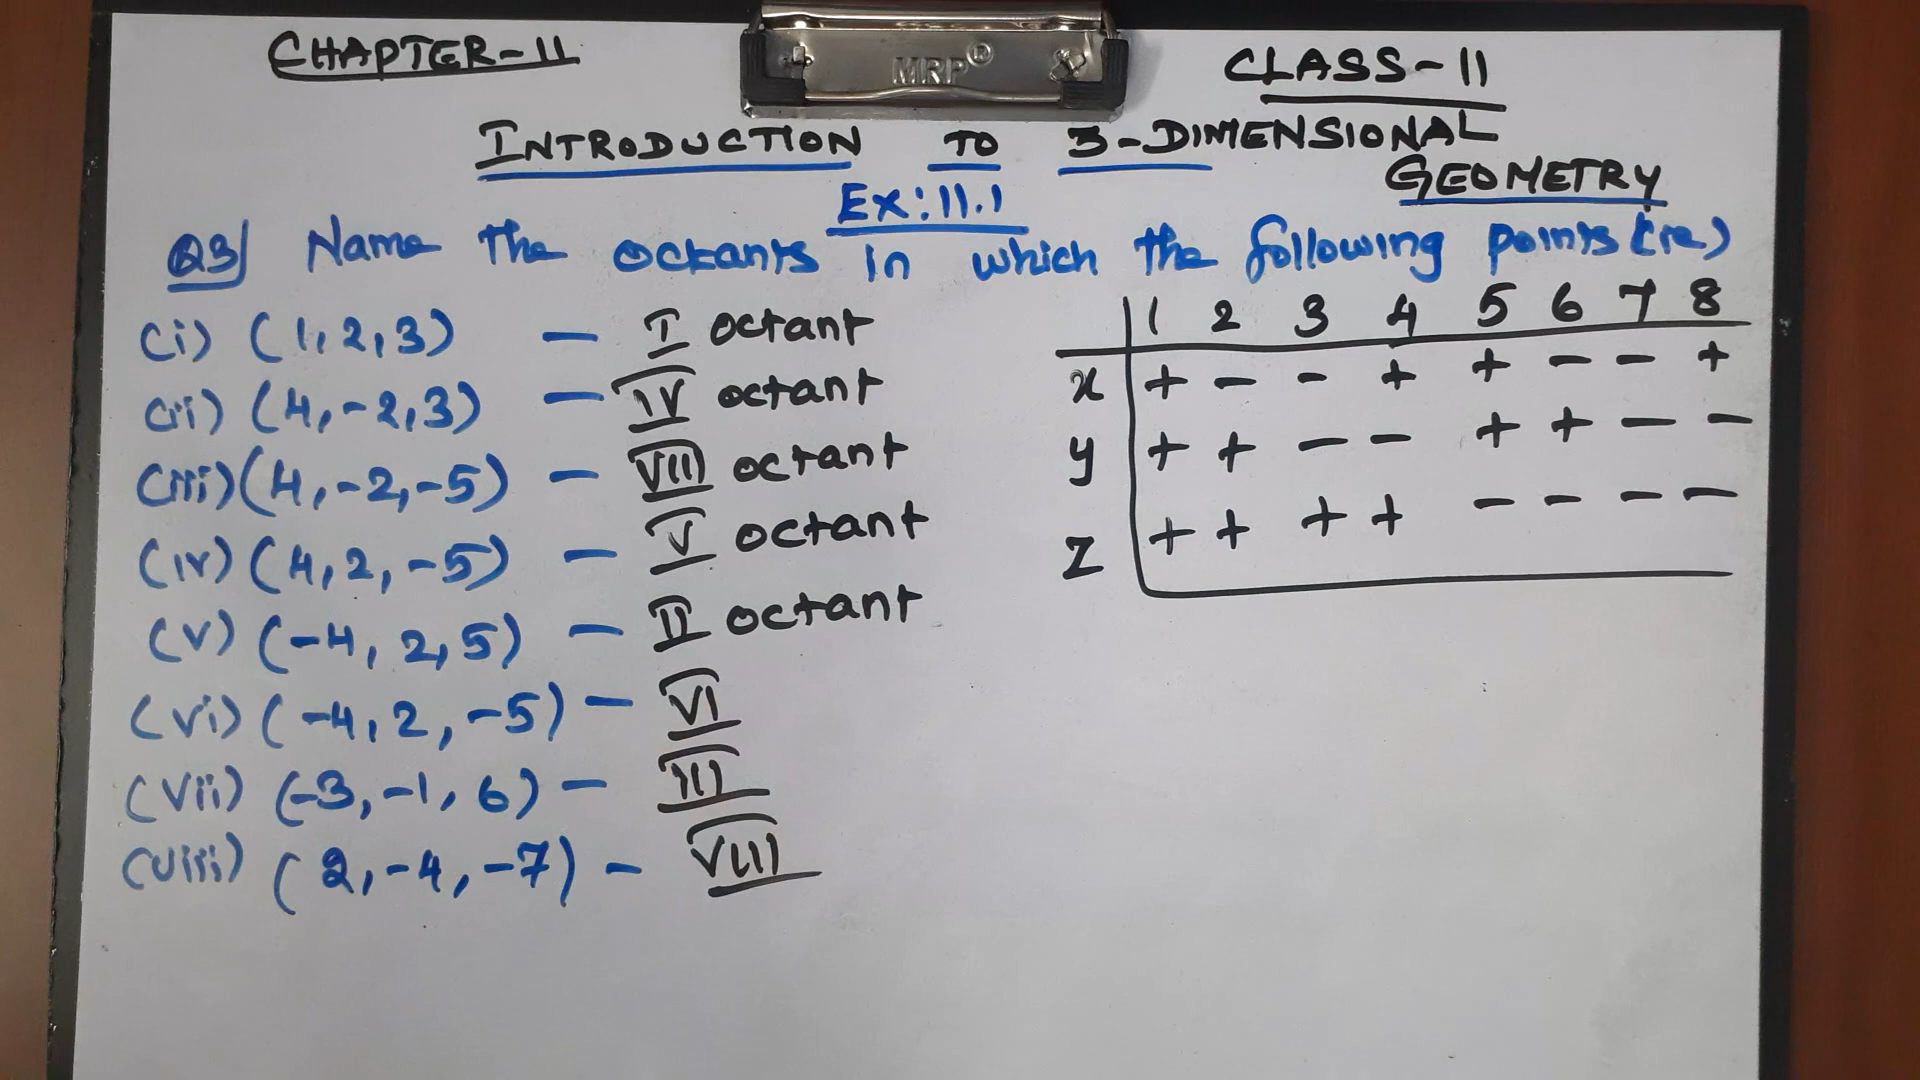 CHAPTER-11
MRP®
CLASS-11
INTRODUCTION TO 3-DIMENSIONAL
GEOMETRY
Ex:11.1
Q3) Name the octants in which the following points lie)
(i) (1,2,3) — I octant
(ii) (4,-2,3) — IV octant
(iii) (4,-2,-5) — VIII octant
(iv) (4,2,-5) — V octant
(v) (-4,2,5) — II octant
(vi) (-4,2,-5) — VI
(vii) (-3,-1,6) — III
(viii) (2,-4,-7) — VIII
1 2 3 4 5 6 7 8
x + - - + + - - +
y + + - - + + - -
z + + + + - - - -